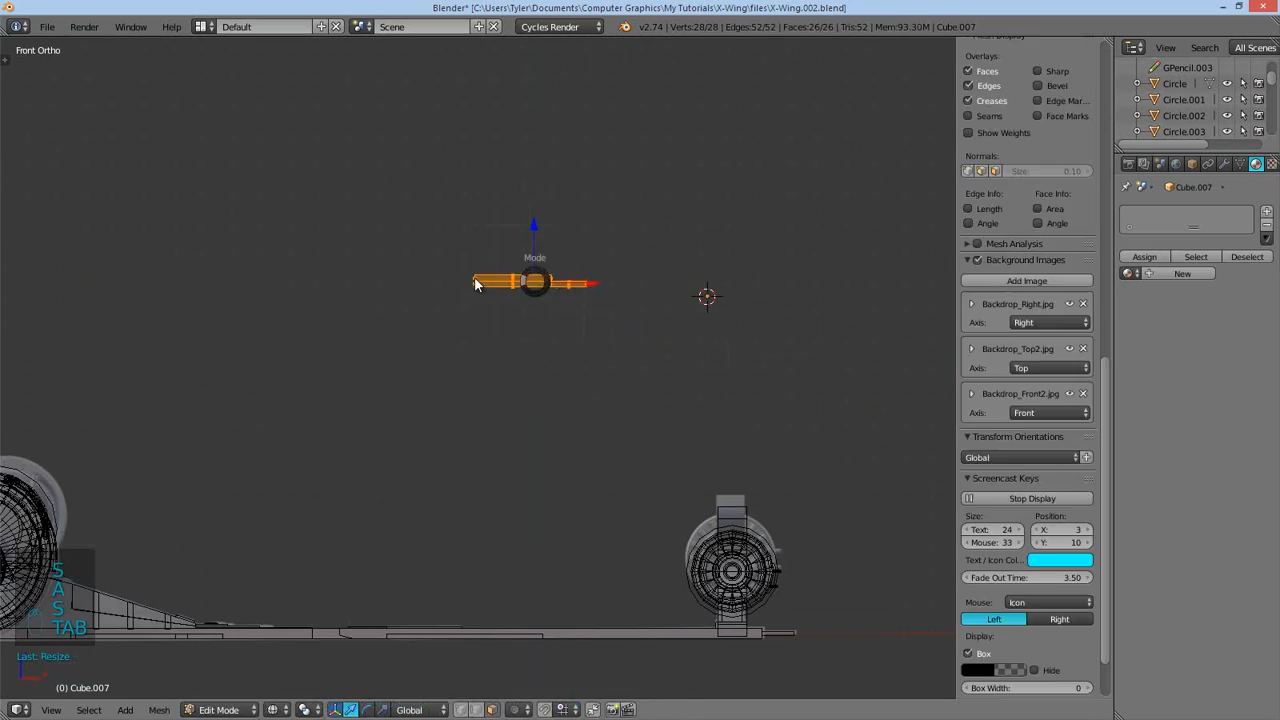 Blender* [C:\Users\Tyler\Documents\Computer Graphics\My Tutorials\X-Wing\files\X-Wing.002.blend]
File Render Window Help Default Scene Cycles Render v2.74 | Verts:28/28 | Edges:52/52 | Faces:26/26 | Tris:52 | Mem:93.30M | Cube.007
Front Ortho
Mode
S
A
S
TAB
Last: Resize
(0) Cube.007
View Select Add Mesh Edit Mode Global
Overlays:
Faces Sharp
Edges Bevel
Creases Edge Mar...
Seams Face Marks
Show Weights
Normals:
Size: 0.10
Edge Info: Face Info:
Length Area
Angle Angle
Mesh Analysis
Background Images
Add Image
Backdrop_Right.jpg
Axis: Right
Backdrop_Top2.jpg
Axis: Top
Backdrop_Front2.jpg
Axis: Front
Transform Orientations
Global
Screencast Keys
Stop Display
Size: Position:
Text: 24 X: 3
Mouse: 33 Y: 10
Text / Icon Col...
Fade Out Time: 3.50
Mouse: Icon
Left Right
Display:
Box
Hide
Box Width: 0
View Search All Scenes
GPencil.003
Circle
Circle.001
Circle.002
Circle.003
Cube.007
Assign Select Deselect
New